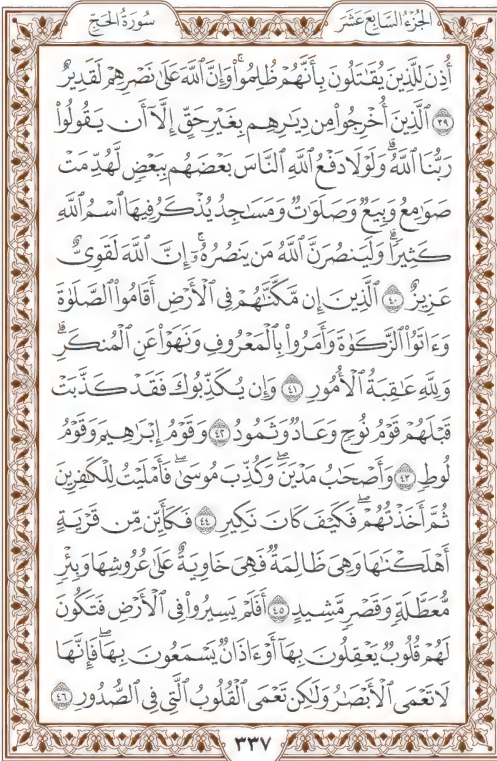 الجزء السابع عشر
سورة الحج
أُذِنَ لِلَّذِينَ يُقَٰتَلُونَ بِأَنَّهُمْ ظُلِمُوا۟ ۚ وَإِنَّ ٱللَّهَ عَلَىٰ نَصْرِهِمْ لَقَدِيرٌ
٣٩ ٱلَّذِينَ أُخْرِجُوا۟ مِن دِيَٰرِهِم بِغَيْرِ حَقٍّ إِلَّآ أَن يَقُولُوا۟
رَبُّنَا ٱللَّهُ ۗ وَلَوْلَا دَفْعُ ٱللَّهِ ٱلنَّاسَ بَعْضَهُم بِبَعْضٍ لَّهُدِّمَتْ
صَوَٰمِعُ وَبِيَعٌ وَصَلَوَٰتٌ وَمَسَٰجِدُ يُذْكَرُ فِيهَا ٱسْمُ ٱللَّهِ
كَثِيرًا ۗ وَلَيَنصُرَنَّ ٱللَّهُ مَن يَنصُرُهُۥٓ ۗ إِنَّ ٱللَّهَ لَقَوِىٌّ
عَزِيزٌ ٤٠ ٱلَّذِينَ إِن مَّكَّنَّٰهُمْ فِى ٱلْأَرْضِ أَقَامُوا۟ ٱلصَّلَوٰةَ
وَءَاتَوُا۟ ٱلزَّكَوٰةَ وَأَمَرُوا۟ بِٱلْمَعْرُوفِ وَنَهَوْا۟ عَنِ ٱلْمُنكَرِ ۗ
وَلِلَّهِ عَٰقِبَةُ ٱلْأُمُورِ ٤١ وَإِن يُكَذِّبُوكَ فَقَدْ كَذَّبَتْ
قَبْلَهُمْ قَوْمُ نُوحٍ وَعَادٌ وَثَمُودُ ٤٢ وَقَوْمُ إِبْرَٰهِيمَ وَقَوْمُ
لُوطٍ ٤٣ وَأَصْحَٰبُ مَدْيَنَ ۖ وَكُذِّبَ مُوسَىٰ فَأَمْلَيْتُ لِلْكَٰفِرِينَ
ثُمَّ أَخَذْتُهُمْ ۖ فَكَيْفَ كَانَ نَكِيرِ ٤٤ فَكَأَيِّن مِّن قَرْيَةٍ
أَهْلَكْنَٰهَا وَهِىَ ظَالِمَةٌ فَهِىَ خَاوِيَةٌ عَلَىٰ عُرُوشِهَا وَبِئْرٍ
مُّعَطَّلَةٍ وَقَصْرٍ مَّشِيدٍ ٤٥ أَفَلَمْ يَسِيرُوا۟ فِى ٱلْأَرْضِ فَتَكُونَ
لَهُمْ قُلُوبٌ يَعْقِلُونَ بِهَآ أَوْ ءَاذَانٌ يَسْمَعُونَ بِهَا ۖ فَإِنَّهَا
لَا تَعْمَى ٱلْأَبْصَٰرُ وَلَٰكِن تَعْمَى ٱلْقُلُوبُ ٱلَّتِى فِى ٱلصُّدُورِ ٤٦
٣٣٧